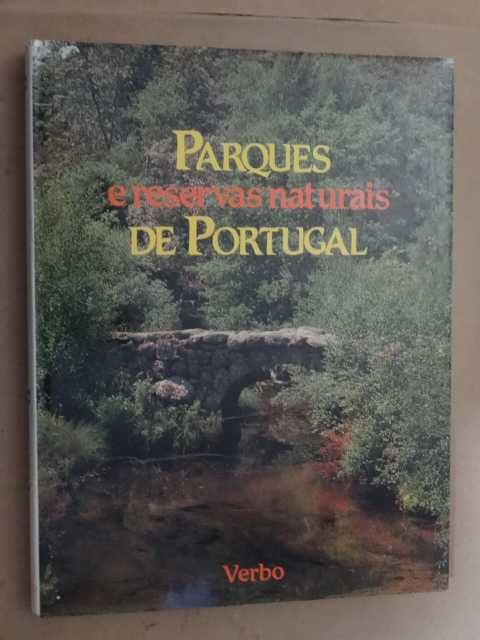 PARQUES
e reservas naturais
DE PORTUGAL
Verbo